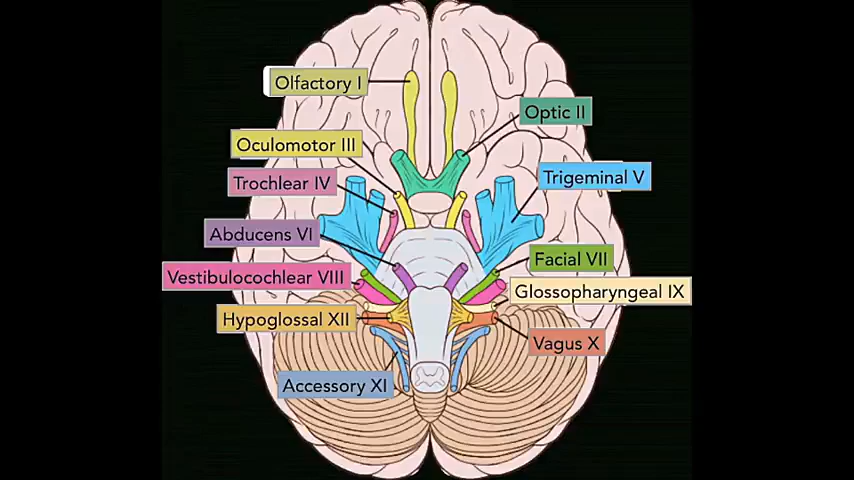 Olfactory I
Optic II
Oculomotor III
Trochlear IV
Trigeminal V
Abducens VI
Facial VII
Vestibulocochlear VIII
Glossopharyngeal IX
Hypoglossal XII
Vagus X
Accessory XI